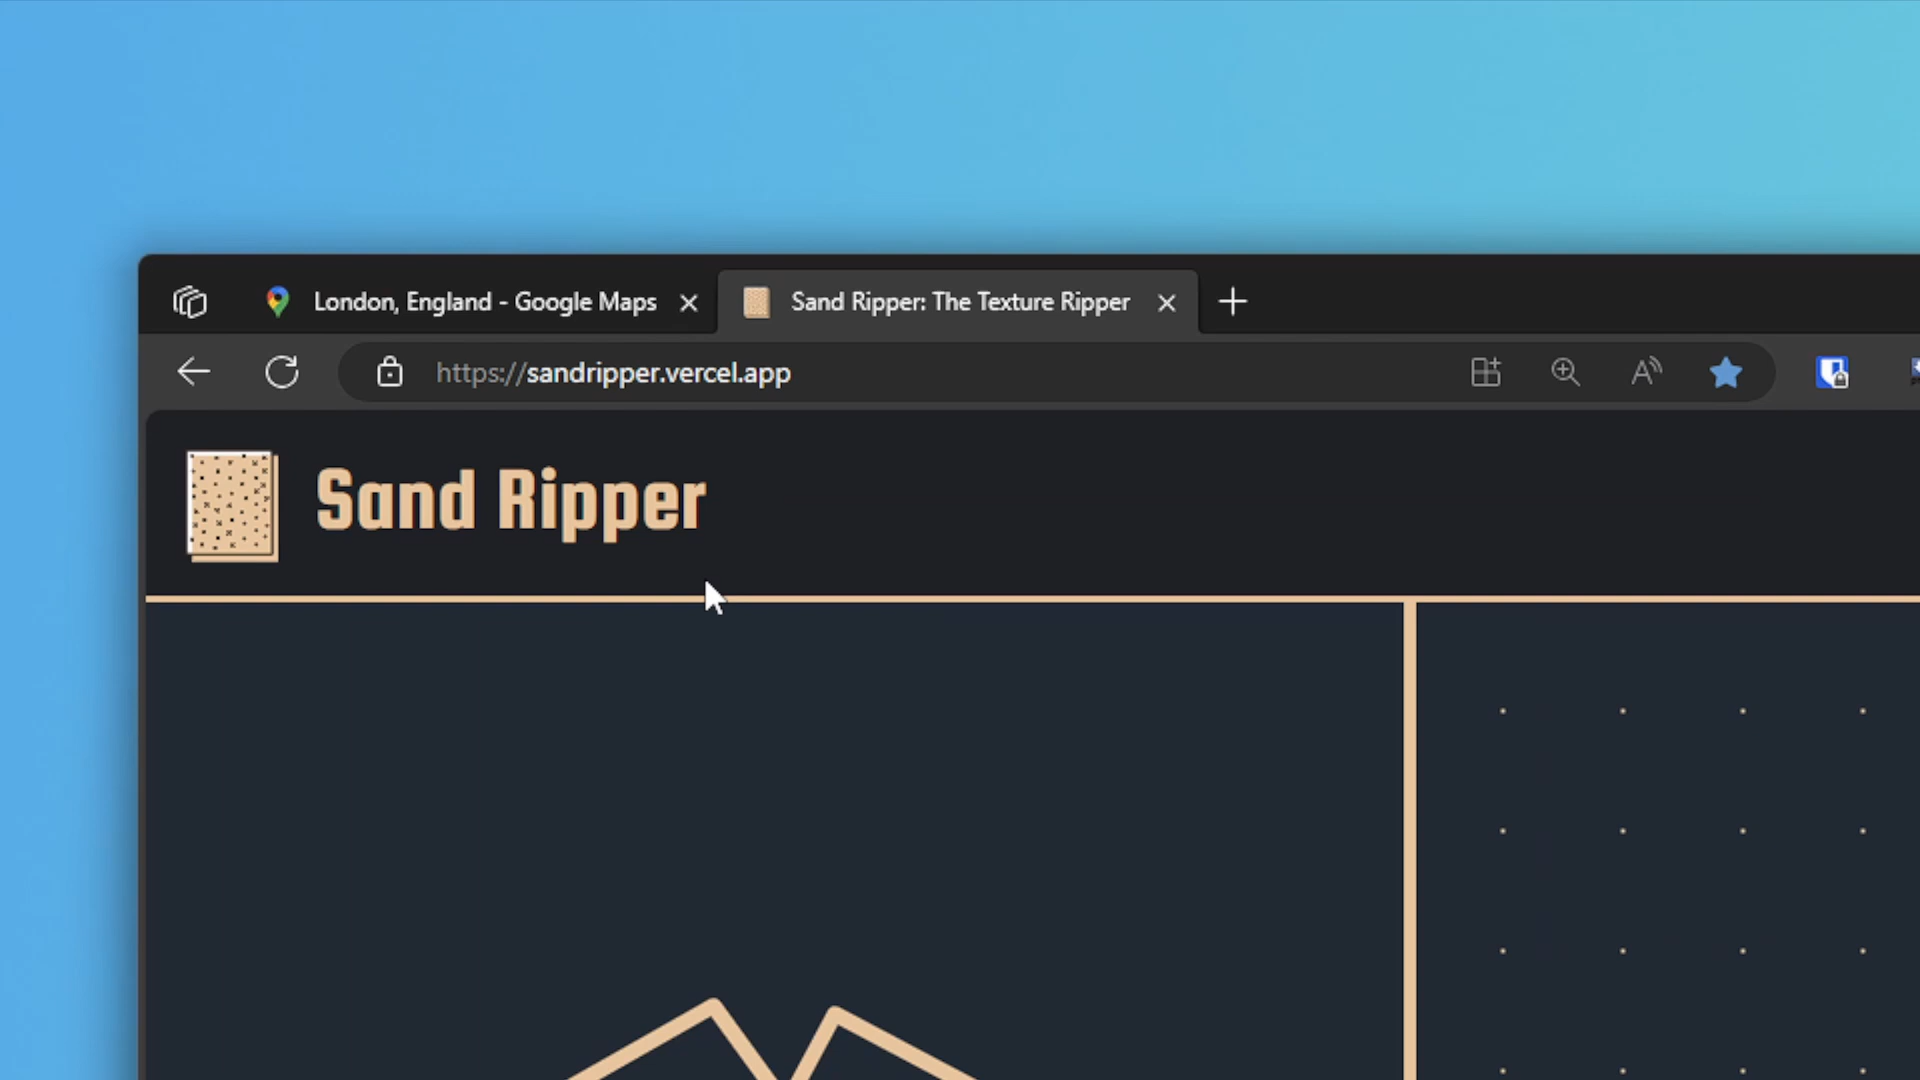 London, England - Google Maps
Sand Ripper: The Texture Ripper
https://sandripper.vercel.app
Sand Ripper